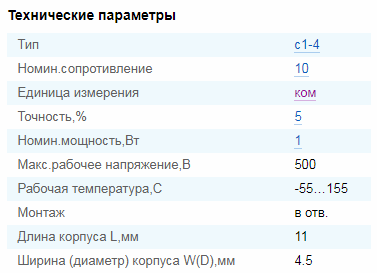 Технические параметры
Тип с1-4
Номин.сопротивление 10
Единица измерения ком
Точность,% 5
Номин.мощность,Вт 1
Макс.рабочее напряжение,В 500
Рабочая температура,С -55…155
Монтаж в отв.
Длина корпуса L,мм 11
Ширина (диаметр) корпуса W(D),мм 4.5